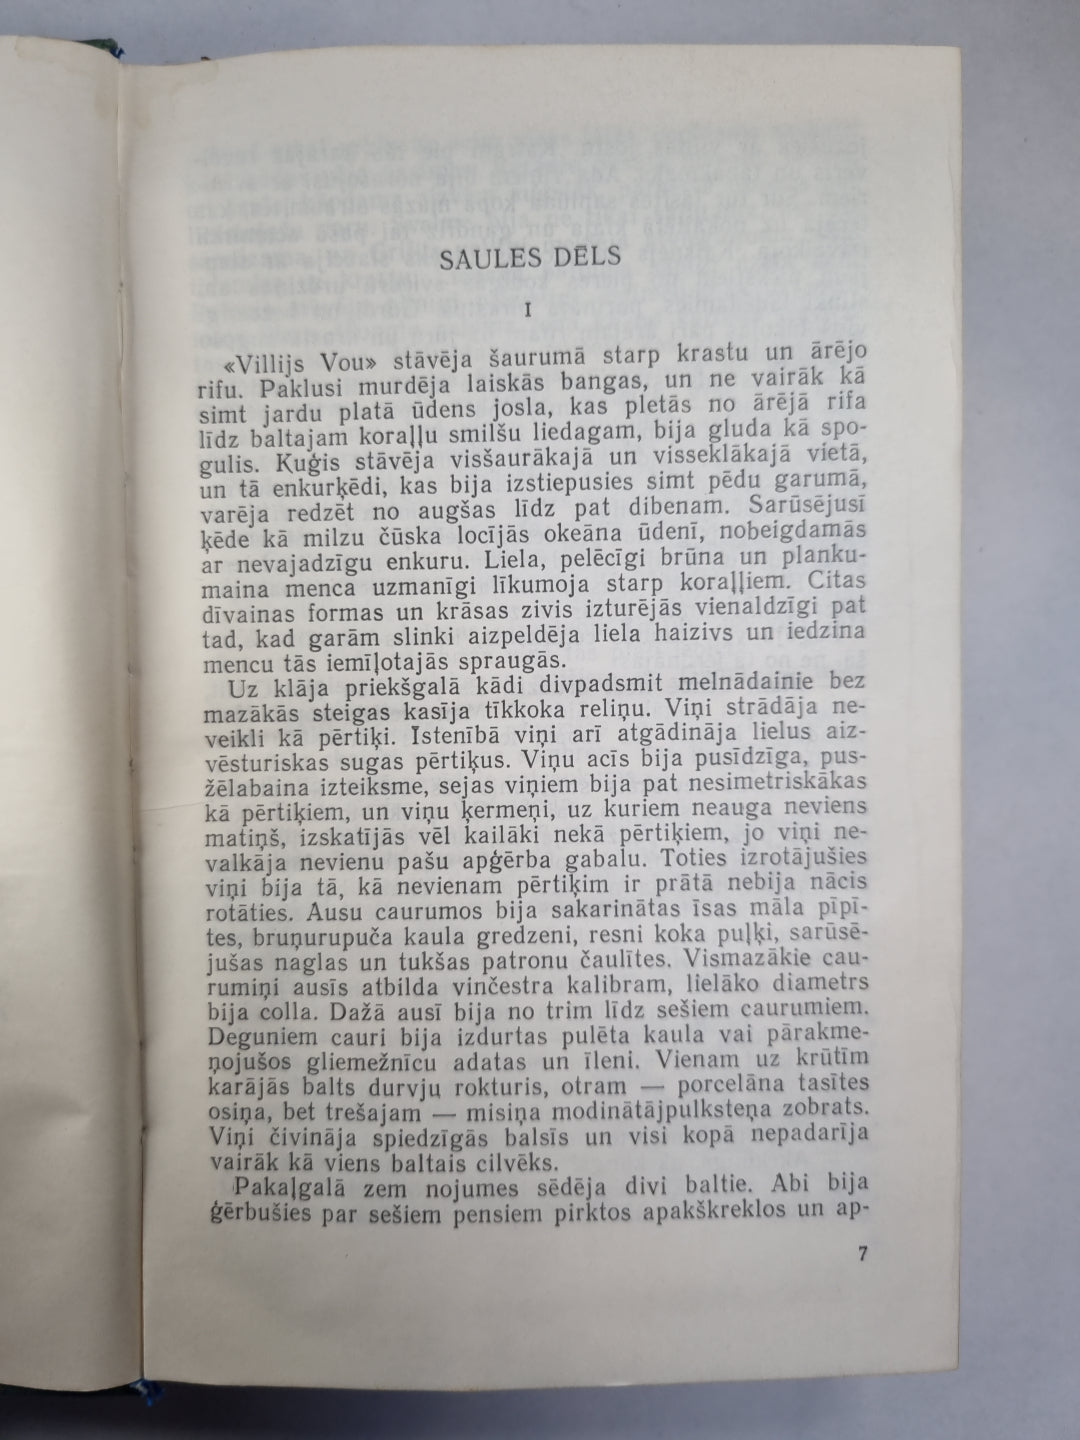 SAULES DĒLS
I
«Villijs Vou» stāvēja šaurumā starp krastu un ārējo
rifu. Paklusi murdēja laiskās bangas, un ne vairāk kā
simt jardu platā ūdens josla, kas pletās no ārējā rifa
līdz baltajam koraļļu smilšu liedagam, bija gluda kā spo-
gulis. Kuģis stāvēja visšaurākajā un visseklākajā vietā,
un tā enkurķēdi, kas bija izstiepusies simt pēdu garumā,
varēja redzēt no augšas līdz pat dibenam. Sarūsējusī
ķēde kā milzu čūska locījās okeāna ūdenī, nobeigdamās
ar nevajadzīgu enkuru. Liela, pelēcīgi brūna un planku-
maina menca uzmanīgi līkumoja starp koraļļiem. Citas
dīvainas formas un krāsas zivis izturējās vienaldzīgi pat
tad, kad garām slinki aizpeldēja liela haizivs un iedzina
mencu tās iemīļotajās spraugās.
Uz klāja priekšgalā kādi divpadsmit melnādainie bez
mazākās steigas kasīja tīkkoka reliņu. Viņi strādāja ne-
veikli kā pērtiķi. Īstenībā viņi arī atgādināja lielus aiz-
vēsturiskas sugas pērtiķus. Viņu acīs bija pusīdzīga, pus-
žēlabaina izteiksme, sejas viņiem bija pat nesimetriskākas
kā pērtiķiem, un viņu ķermeņi, uz kuriem neauga neviens
matiņš, izskatījās vēl kailāki nekā pērtiķiem, jo viņi ne-
valkāja nevienu pašu apģērba gabalu. Toties izrotājušies
viņi bija tā, kā nevienam pērtiķim ir prātā nebija nācis
rotāties. Ausu caurumos bija sakarinātas īsas māla pīpī-
tes, bruņurupuča kaula gredzeni, resni koka puļķi, sarūsē-
jušas naglas un tukšas patronu čaulītes. Vismazākie cau-
rumiņi ausīs atbilda vinčestra kalibram, lielāko diametrs
bija colla. Dažā ausī bija no trim līdz sešiem caurumiem.
Deguniem cauri bija izdurtas pulēta kaula vai pārakme-
ņojušos gliemežnīcu adatas un īleni. Vienam uz krūtīm
karājās balts durvju rokturis, otram — porcelāna tasītes
osiņa, bet trešajam — misiņa modinātājpulksteņa zobrats.
Viņi čivināja spiedzīgās balsīs un visi kopā nepadarīja
vairāk kā viens baltais cilvēks.
Pakaļgalā zem nojumes sēdēja divi baltie. Abi bija
ģērbušies par sešiem pensiem pirktos apakškreklos un ap-
7